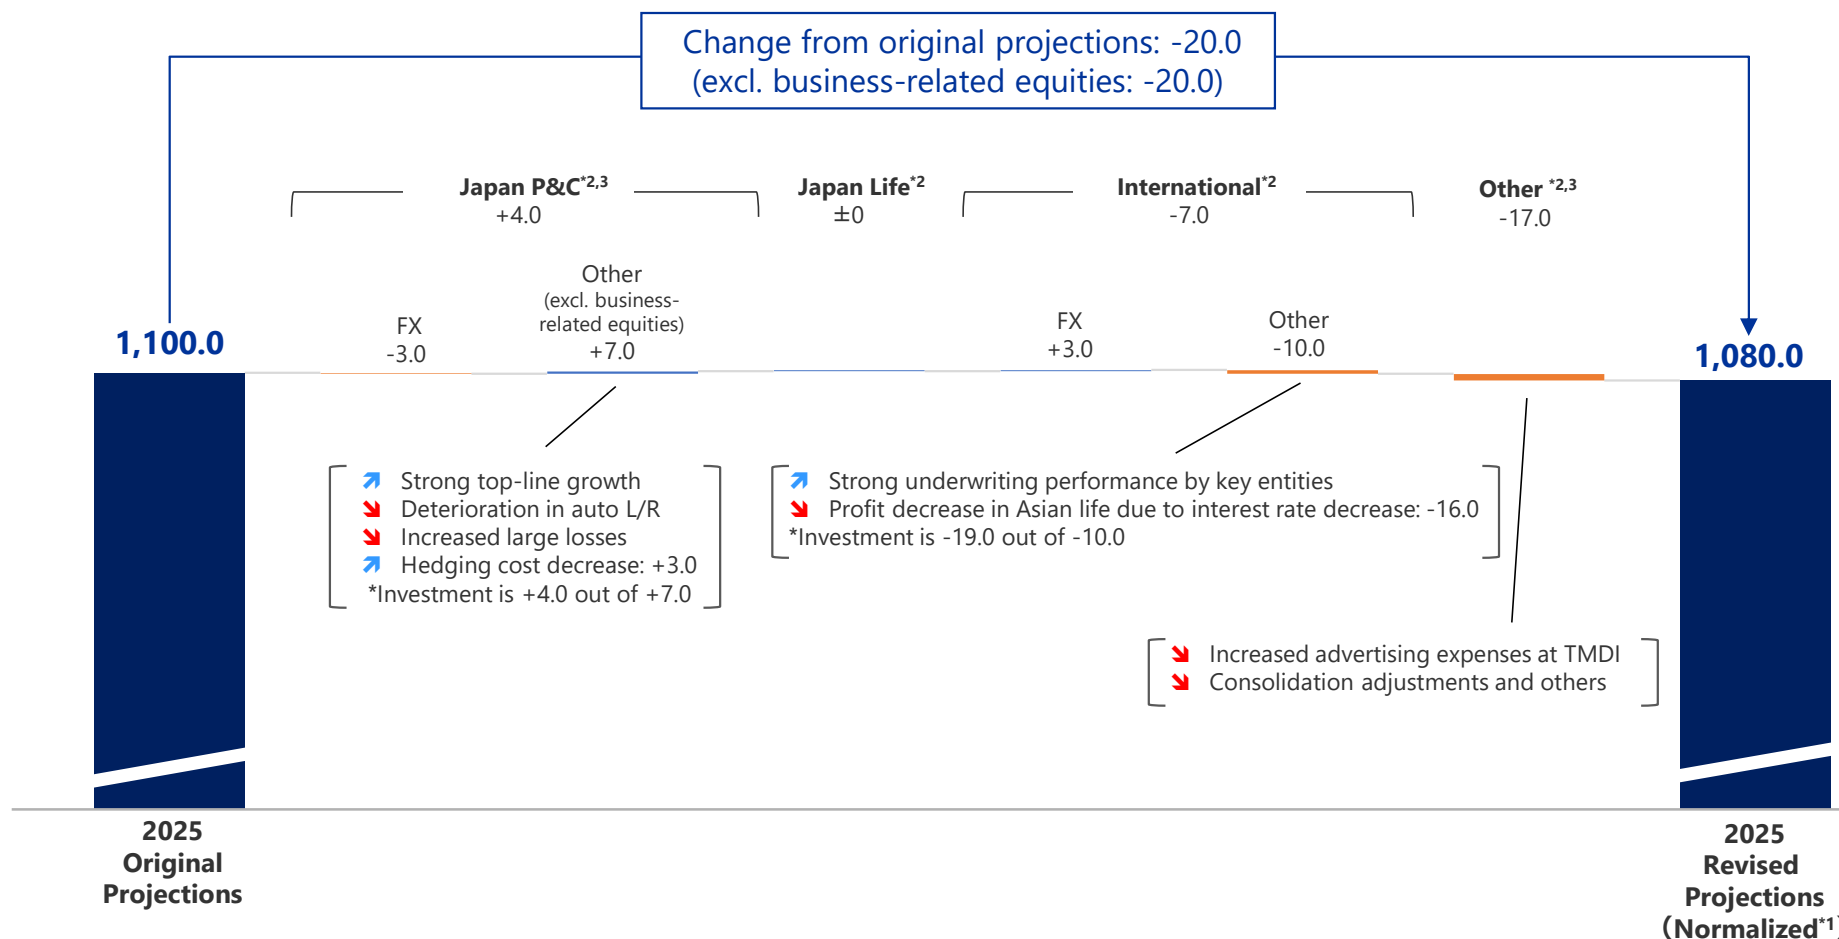 Change from original projections: -20.0
(excl. business-related equities: -20.0)
Japan P&C*2,3
+4.0
Japan Life*2
±0
International*2
-7.0
Other *2,3
-17.0
1,100.0
FX
-3.0
Other
(excl. business-
related equities)
+7.0
FX
+3.0
Other
-10.0
1,080.0
Strong top-line growth
Deterioration in auto L/R
Increased large losses
Hedging cost decrease: +3.0
*Investment is +4.0 out of +7.0
Strong underwriting performance by key entities
Profit decrease in Asian life due to interest rate decrease: -16.0
*Investment is -19.0 out of -10.0
Increased advertising expenses at TMDI
Consolidation adjustments and others
2025
Original
Projections
2025
Revised
Projections
(Normalized*1)